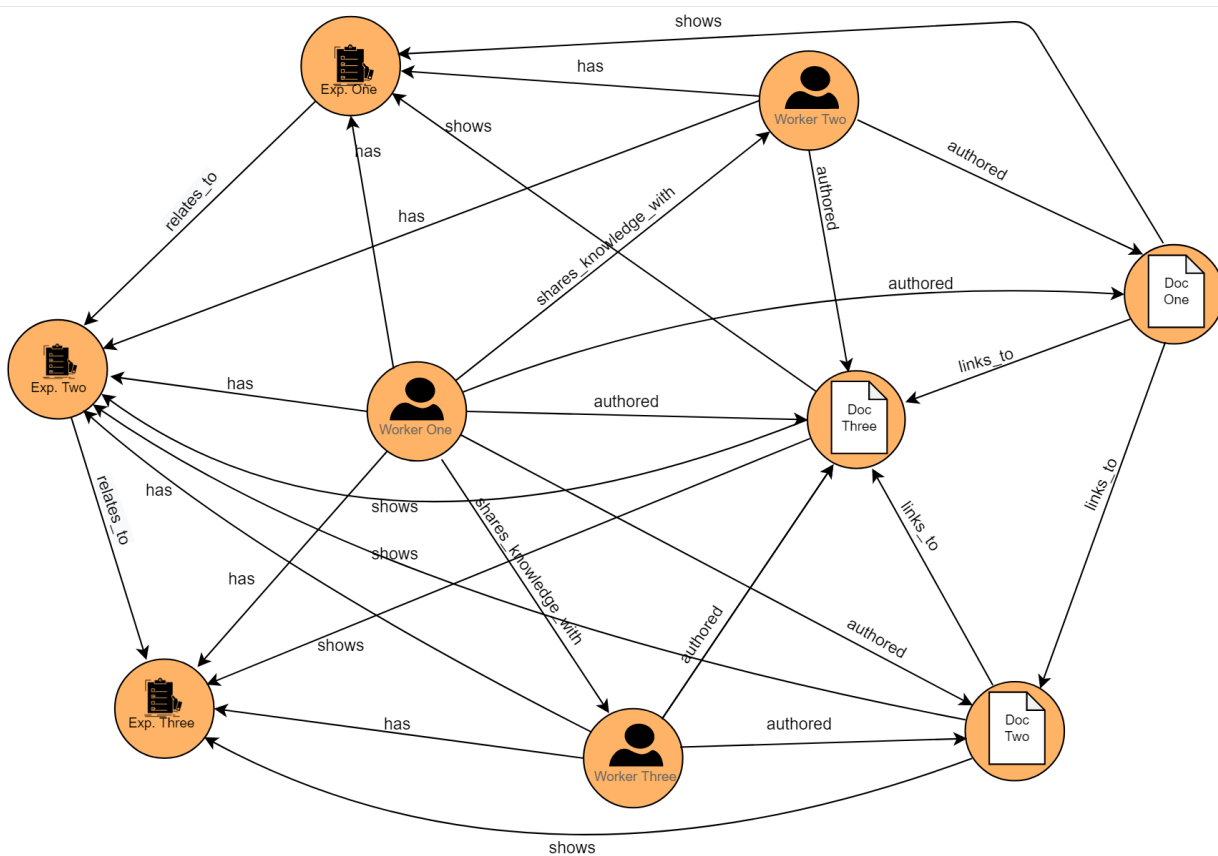 shows
Exp. One
has
Worker Two
shows
has
authored
authored
relates_to
has
shares_knowledge_with
authored
Doc
One
links_to
Exp. Two
has
Worker One
authored
Doc
Three
has
shows
relates_to
shares_knowledge_with
links_to
links_to
shows
has
authored
authored
shows
Exp. Three
has
Worker Three
authored
Doc
Two
shows